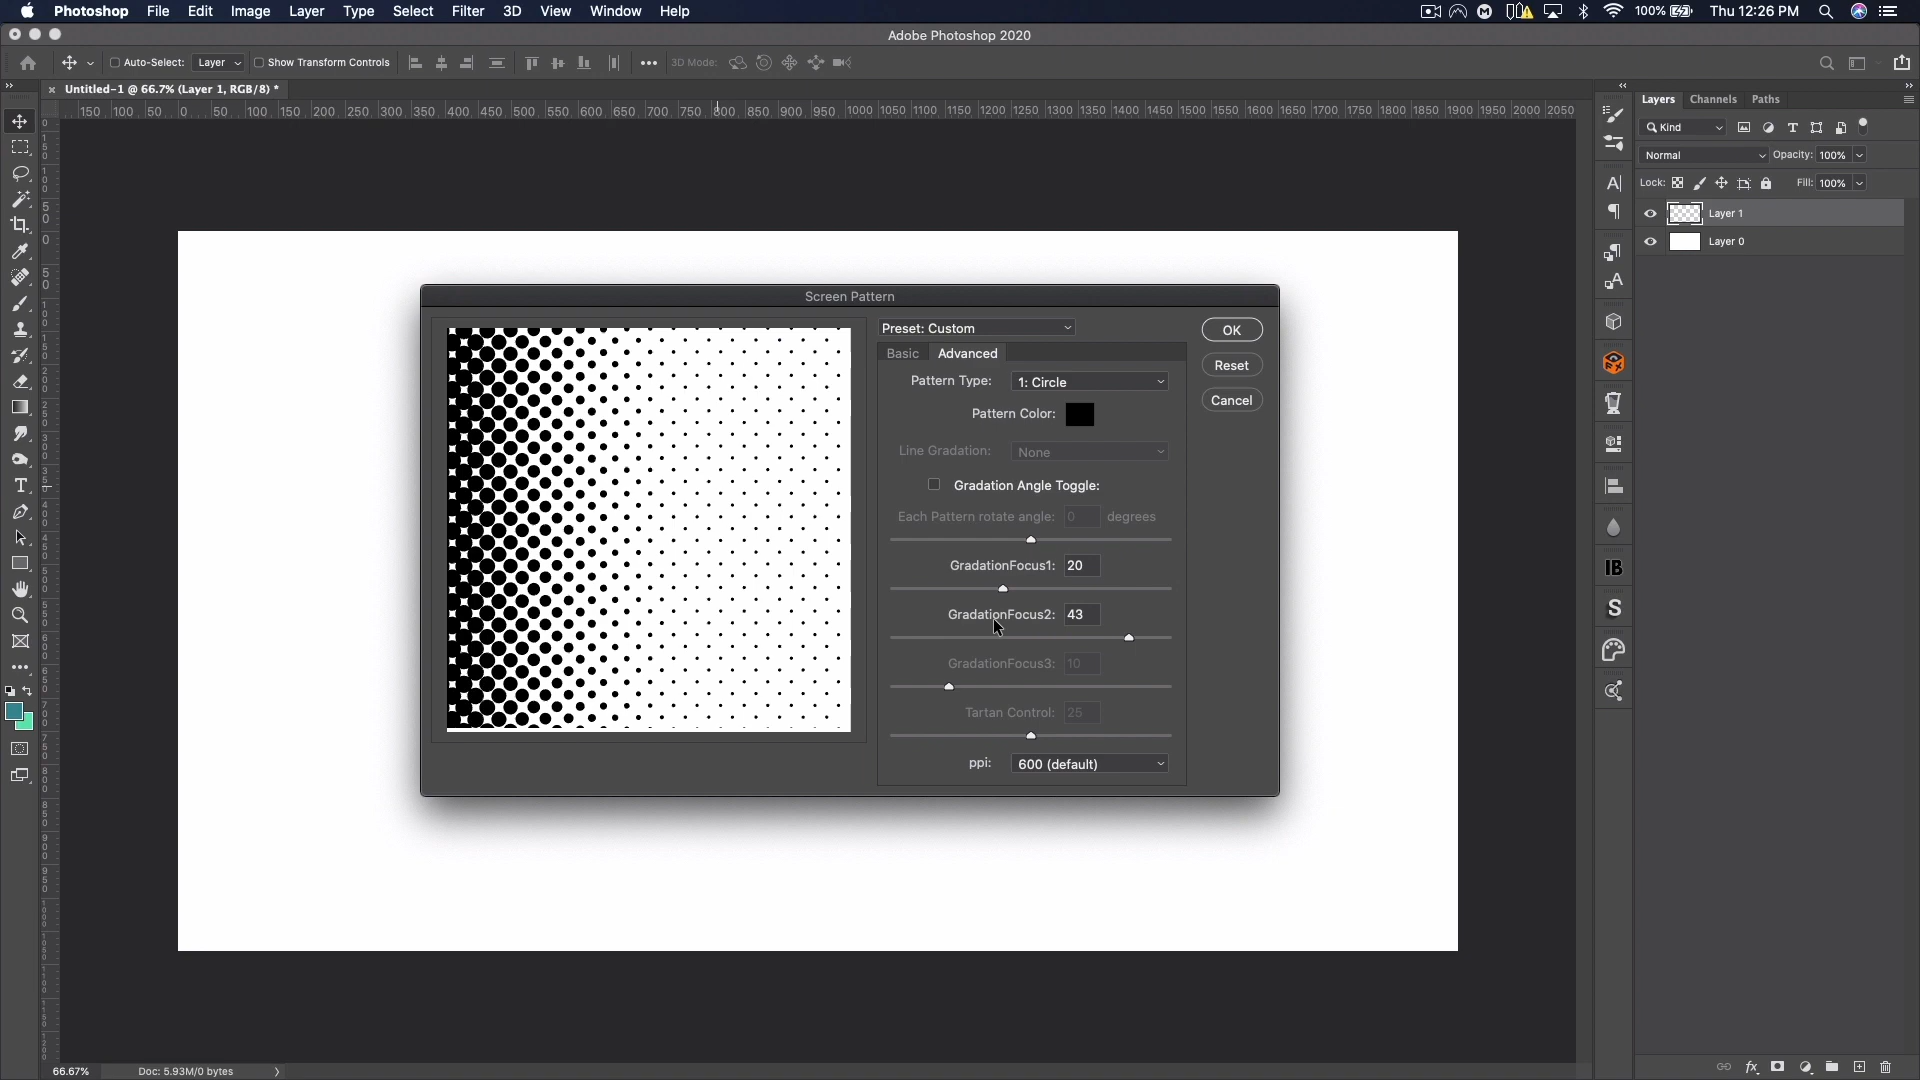 Photoshop File Edit Image Layer Type Select Filter 3D View Window Help 100% Thu 12:26 PM
Adobe Photoshop 2020
Auto-Select: Layer Show Transform Controls 3D Mode:
Untitled-1 @ 66.7% (Layer 1, RGB/8) *
150 100 50 0 50 100 150 200 250 300 350 400 450 500 550 600 650 700 750 800 850 900 950 1000 1050 1100 1150 1200 1250 1300 1350 1400 1450 1500 1550 1600 1650 1700 1750 1800 1850 1900 1950 2000 2050
Layers Channels Paths
Kind
Normal Opacity: 100%
Lock: Fill: 100%
Layer 1
Layer 0
Screen Pattern
Preset: Custom
OK
Basic Advanced
Reset
Pattern Type: 1: Circle
Cancel
Pattern Color:
Line Gradation: None
Gradation Angle Toggle:
Each Pattern rotate angle: 0 degrees
GradationFocus1: 20
GradationFocus2: 43
GradationFocus3: 10
Tartan Control: 25
ppi: 600 (default)
IB
S
66.67% Doc: 5.93M/0 bytes